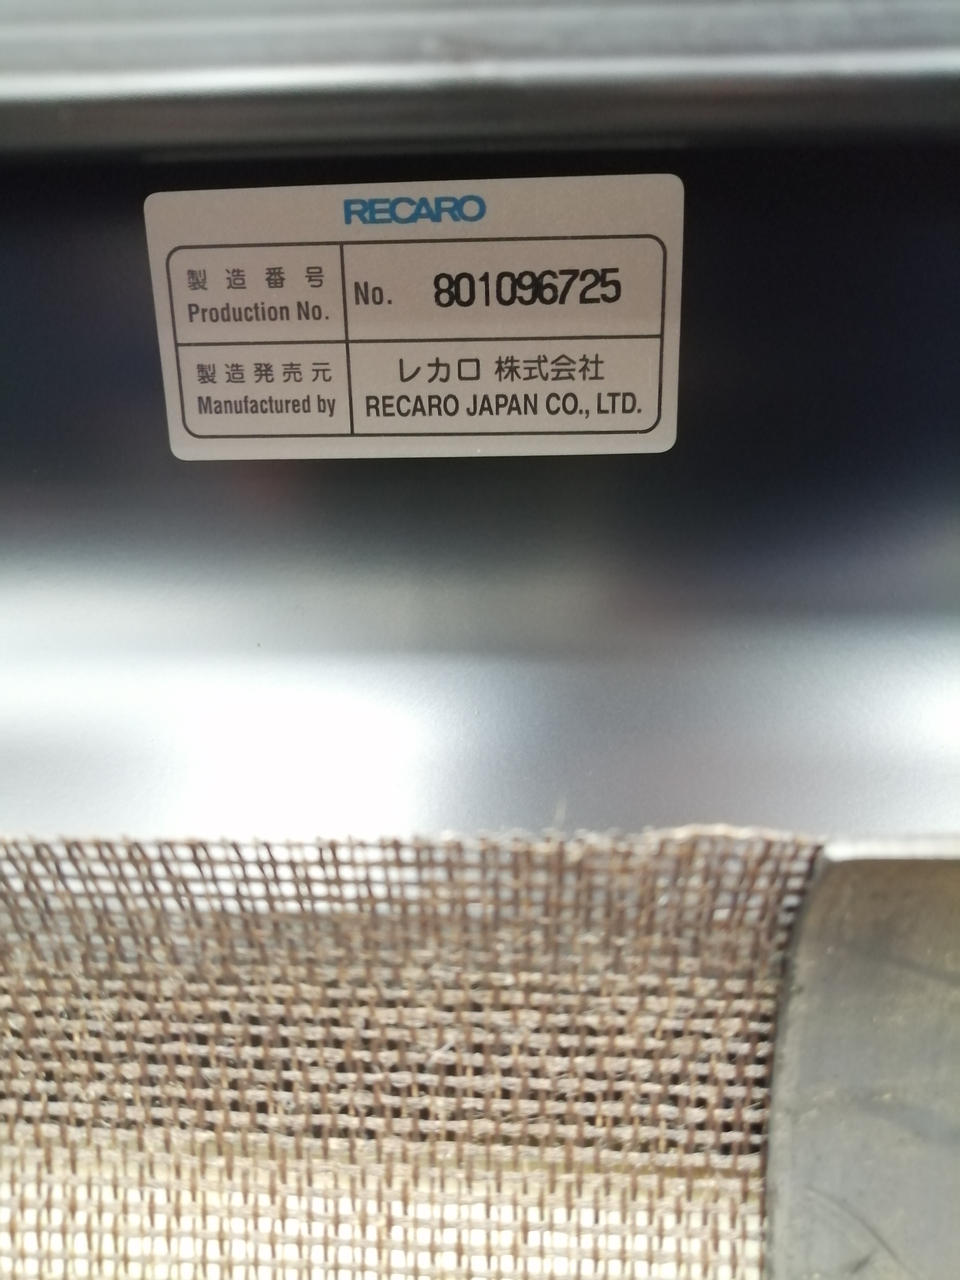 RECARO
製造番号
Production No.
No. 801096725
製造発売元
Manufactured by
レカロ 株式会社
RECARO JAPAN CO., LTD.